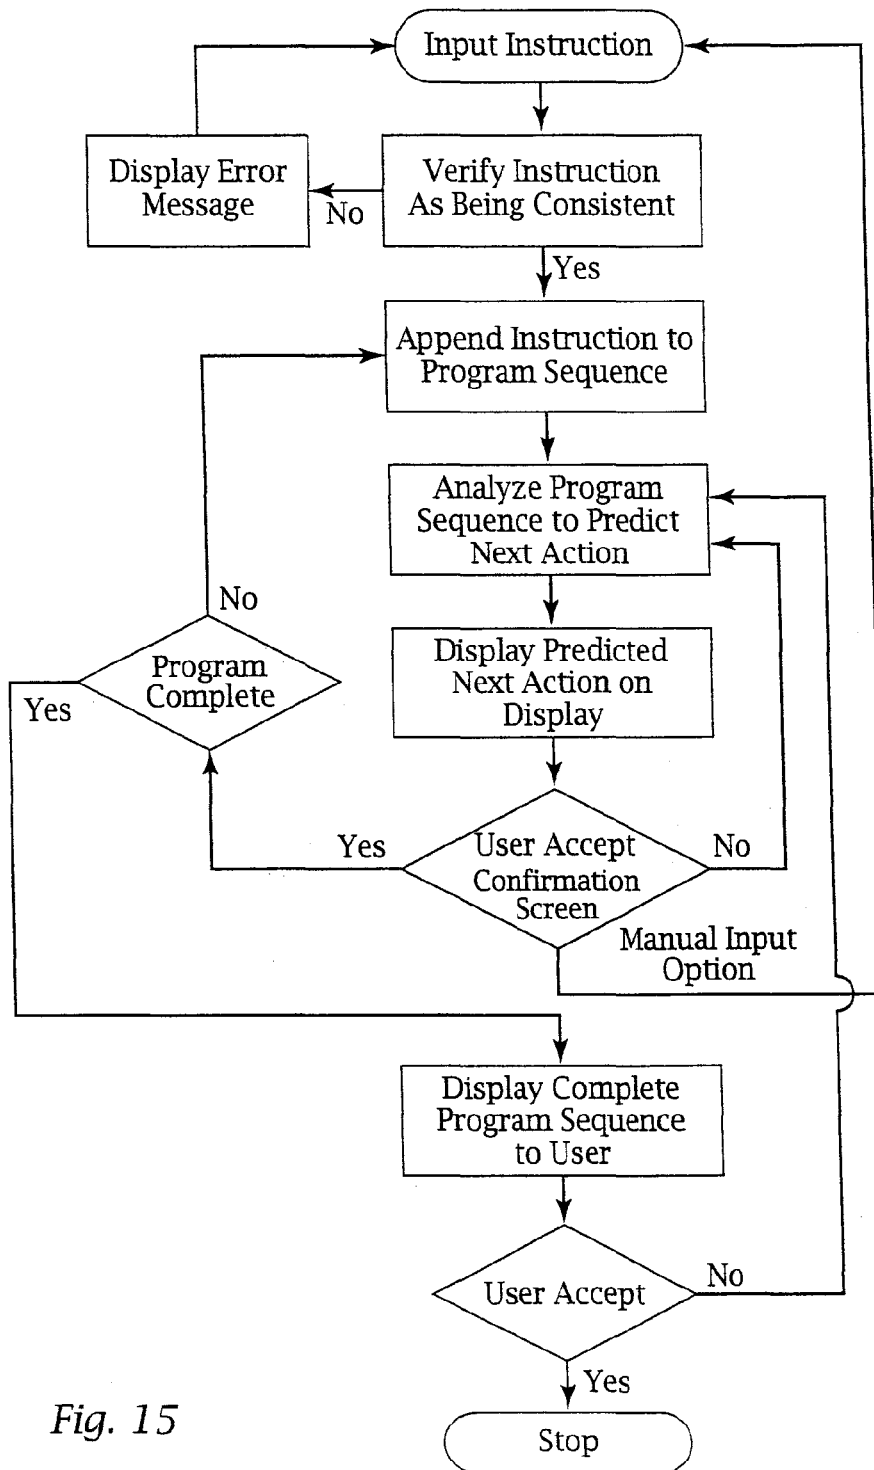 Input Instruction
Display Error
Message
Verify Instruction
As Being Consistent
No
Yes
Append Instruction to
Program Sequence
Analyze Program
Sequence to Predict
Next Action
No
Program
Complete
Yes
Display Predicted
Next Action on
Display
Yes
User Accept
Confirmation
Screen
No
Manual Input
Option
Display Complete
Program Sequence
to User
User Accept
No
Yes
Stop
Fig. 15